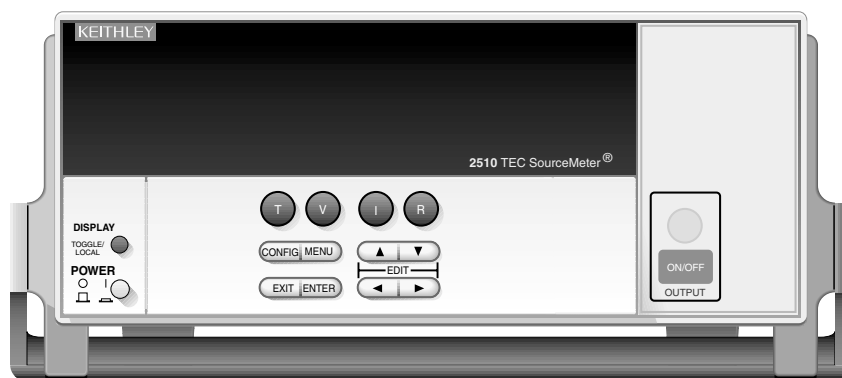 KEITHLEY
2510 TEC SourceMeter®
T V I R
DISPLAY
TOGGLE/
LOCAL
CONFIG MENU
EDIT
POWER
EXIT ENTER
ON/OFF
OUTPUT